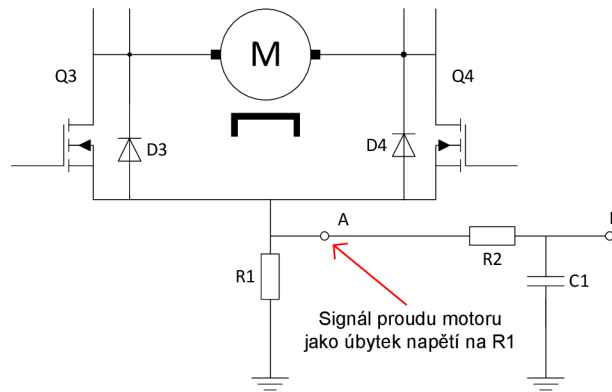 M
Q3
Q4
D3
D4
A
R1
R2
C1
Signál proudu motoru
jako úbytek napětí na R1